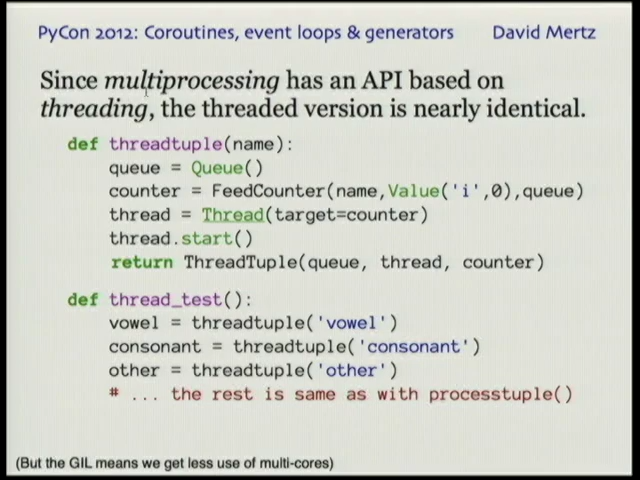 PyCon 2012: Coroutines, event loops & generators David Mertz
Since multiprocessing has an API based on
threading, the threaded version is nearly identical.
def threadtuple(name):
    queue = Queue()
    counter = FeedCounter(name,Value('i',0),queue)
    thread = Thread(target=counter)
    thread.start()
    return ThreadTuple(queue, thread, counter)
def thread_test():
    vowel = threadtuple('vowel')
    consonant = threadtuple('consonant')
    other = threadtuple('other')
    # ... the rest is same as with processtuple()
(But the GIL means we get less use of multi-cores)